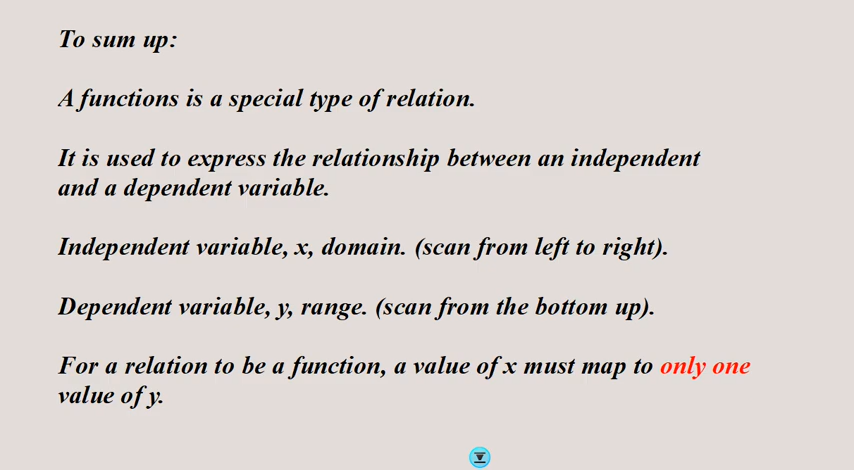 To sum up:
A functions is a special type of relation.
It is used to express the relationship between an independent
and a dependent variable.
Independent variable, x, domain. (scan from left to right).
Dependent variable, y, range. (scan from the bottom up).
For a relation to be a function, a value of x must map to only one
value of y.